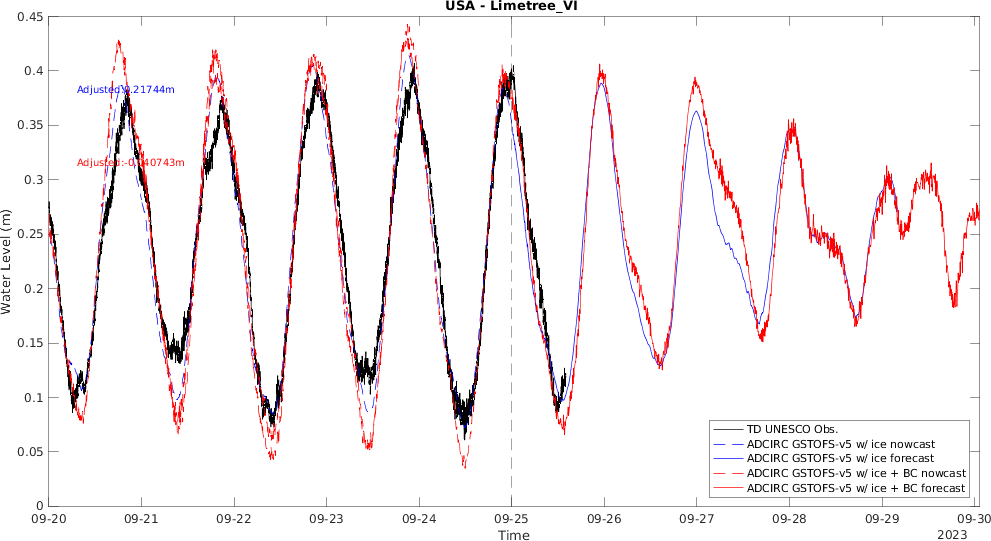 USA - Limetree_VI
0.45
0.4
0.35
0.3
0.25
0.2
0.15
0.1
0.05
0
Water Level (m)
Adjusted:0.21744m
Adjusted:-0.040743m
TD UNESCO Obs.
ADCIRC GSTOFS-v5 w/ ice nowcast
ADCIRC GSTOFS-v5 w/ ice forecast
ADCIRC GSTOFS-v5 w/ ice + BC nowcast
ADCIRC GSTOFS-v5 w/ ice + BC forecast
09-20 09-21 09-22 09-23 09-24 09-25 09-26 09-27 09-28 09-29 09-30
Time
2023